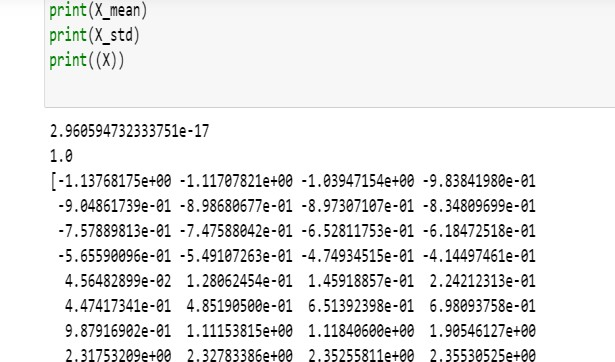 print(X_mean)
print(X_std)
print((X))
2.960594732333751e-17
1.0
[-1.13768175e+00 -1.11707821e+00 -1.03947154e+00 -9.83841980e-01
-9.04861739e-01 -8.98680677e-01 -8.97307107e-01 -8.34809699e-01
-7.57889813e-01 -7.47588042e-01 -6.52811753e-01 -6.18472518e-01
-5.65590096e-01 -5.49107263e-01 -4.74934515e-01 -4.14497461e-01
4.56482899e-02 1.28062454e-01 1.45918857e-01 2.24212313e-01
4.47417341e-01 4.85190500e-01 6.51392398e-01 6.98093758e-01
9.87916902e-01 1.11153815e+00 1.11840600e+00 1.90546127e+00
2.31753209e+00 2.32783386e+00 2.35255811e+00 2.35530525e+00